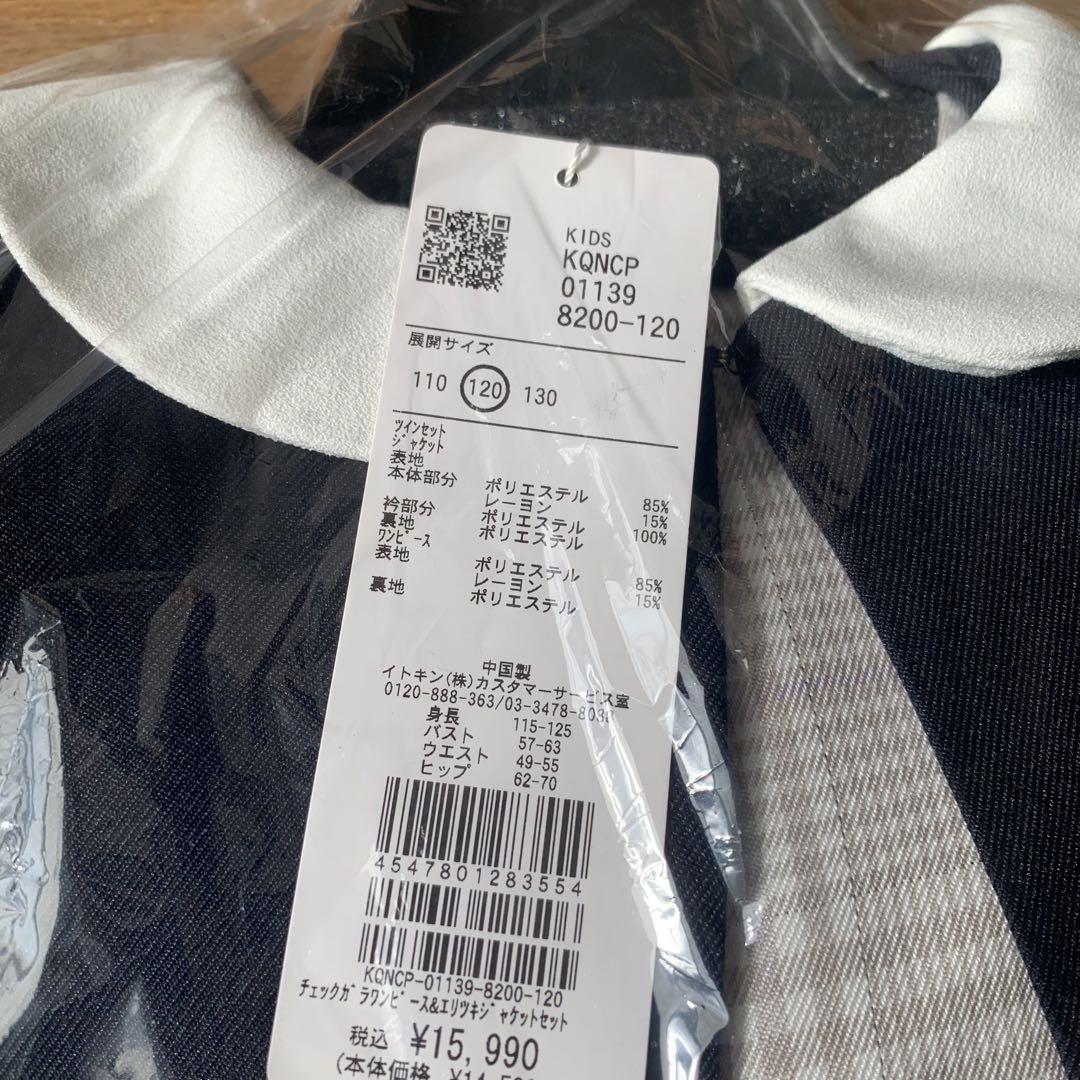 KIDS
KQNCP
01139
8200-120
展開サイズ
110 120 130
ﾂｲﾝｾｯﾄ
ｼﾞｬｹｯﾄ
表地
本体部分 ポリエステル 85%
レーヨン 15%
衿部分 ポリエステル 100%
裏地 ポリエステル
ﾜﾝﾋﾟｰｽ
表地 ポリエステル 85%
レーヨン 15%
裏地 ポリエステル
中国製
イトキン(株)カスタマーサービス室
0120-888-363/03-3478-8038
身長 115-125
バスト 57-63
ウエスト 49-55
ヒップ 62-70
4547801283554
KQNCP-01139-8200-120
ﾁｪｯｸｶﾞﾗﾜﾝﾋﾟｰｽ&ｴﾘﾂｷｼﾞｬｹｯﾄｾｯﾄ
税込 ¥15,990
(本体価格